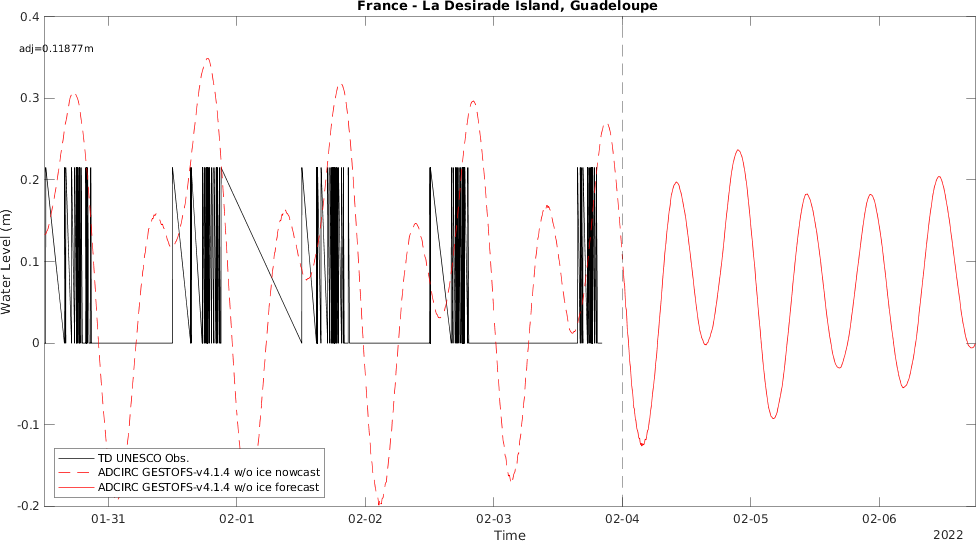 France - La Desirade Island, Guadeloupe
adj=0.11877m
0.4
0.3
0.2
0.1
0
-0.1
-0.2
Water Level (m)
TD UNESCO Obs.
ADCIRC GESTOFS-v4.1.4 w/o ice nowcast
ADCIRC GESTOFS-v4.1.4 w/o ice forecast
01-31
02-01
02-02
02-03
02-04
02-05
02-06
Time
2022